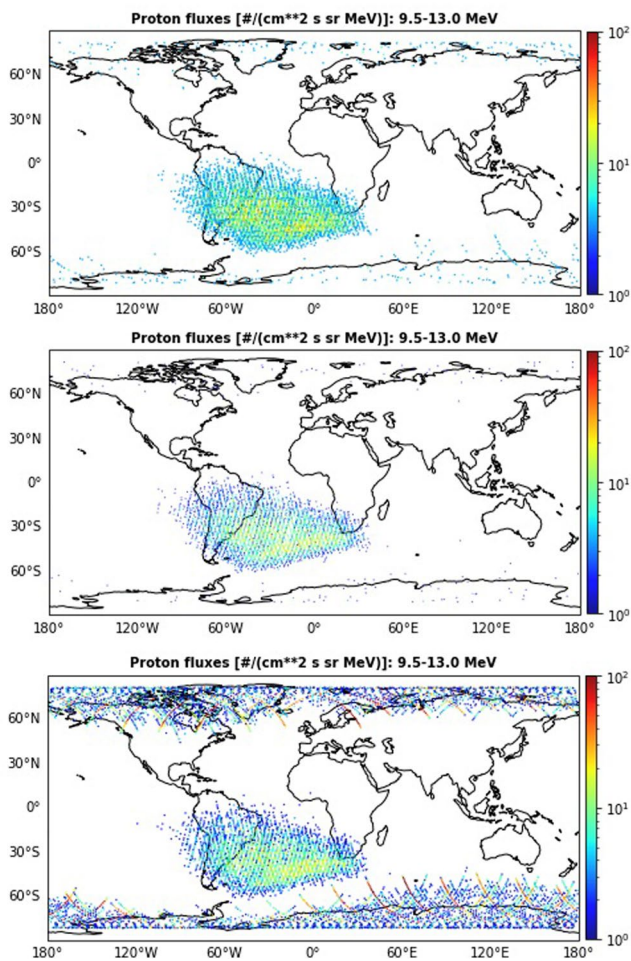 Proton fluxes [#/(cm**2 s sr MeV)]: 9.5-13.0 MeV
10²
60°N
30°N
10¹
0°
30°S
60°S
10⁰
180° 120°W 60°W 0° 60°E 120°E 180°
Proton fluxes [#/(cm**2 s sr MeV)]: 9.5-13.0 MeV
10²
60°N
30°N
10¹
0°
30°S
60°S
10⁰
180° 120°W 60°W 0° 60°E 120°E 180°
Proton fluxes [#/(cm**2 s sr MeV)]: 9.5-13.0 MeV
10²
60°N
30°N
10¹
0°
30°S
60°S
10⁰
180° 120°W 60°W 0° 60°E 120°E 180°